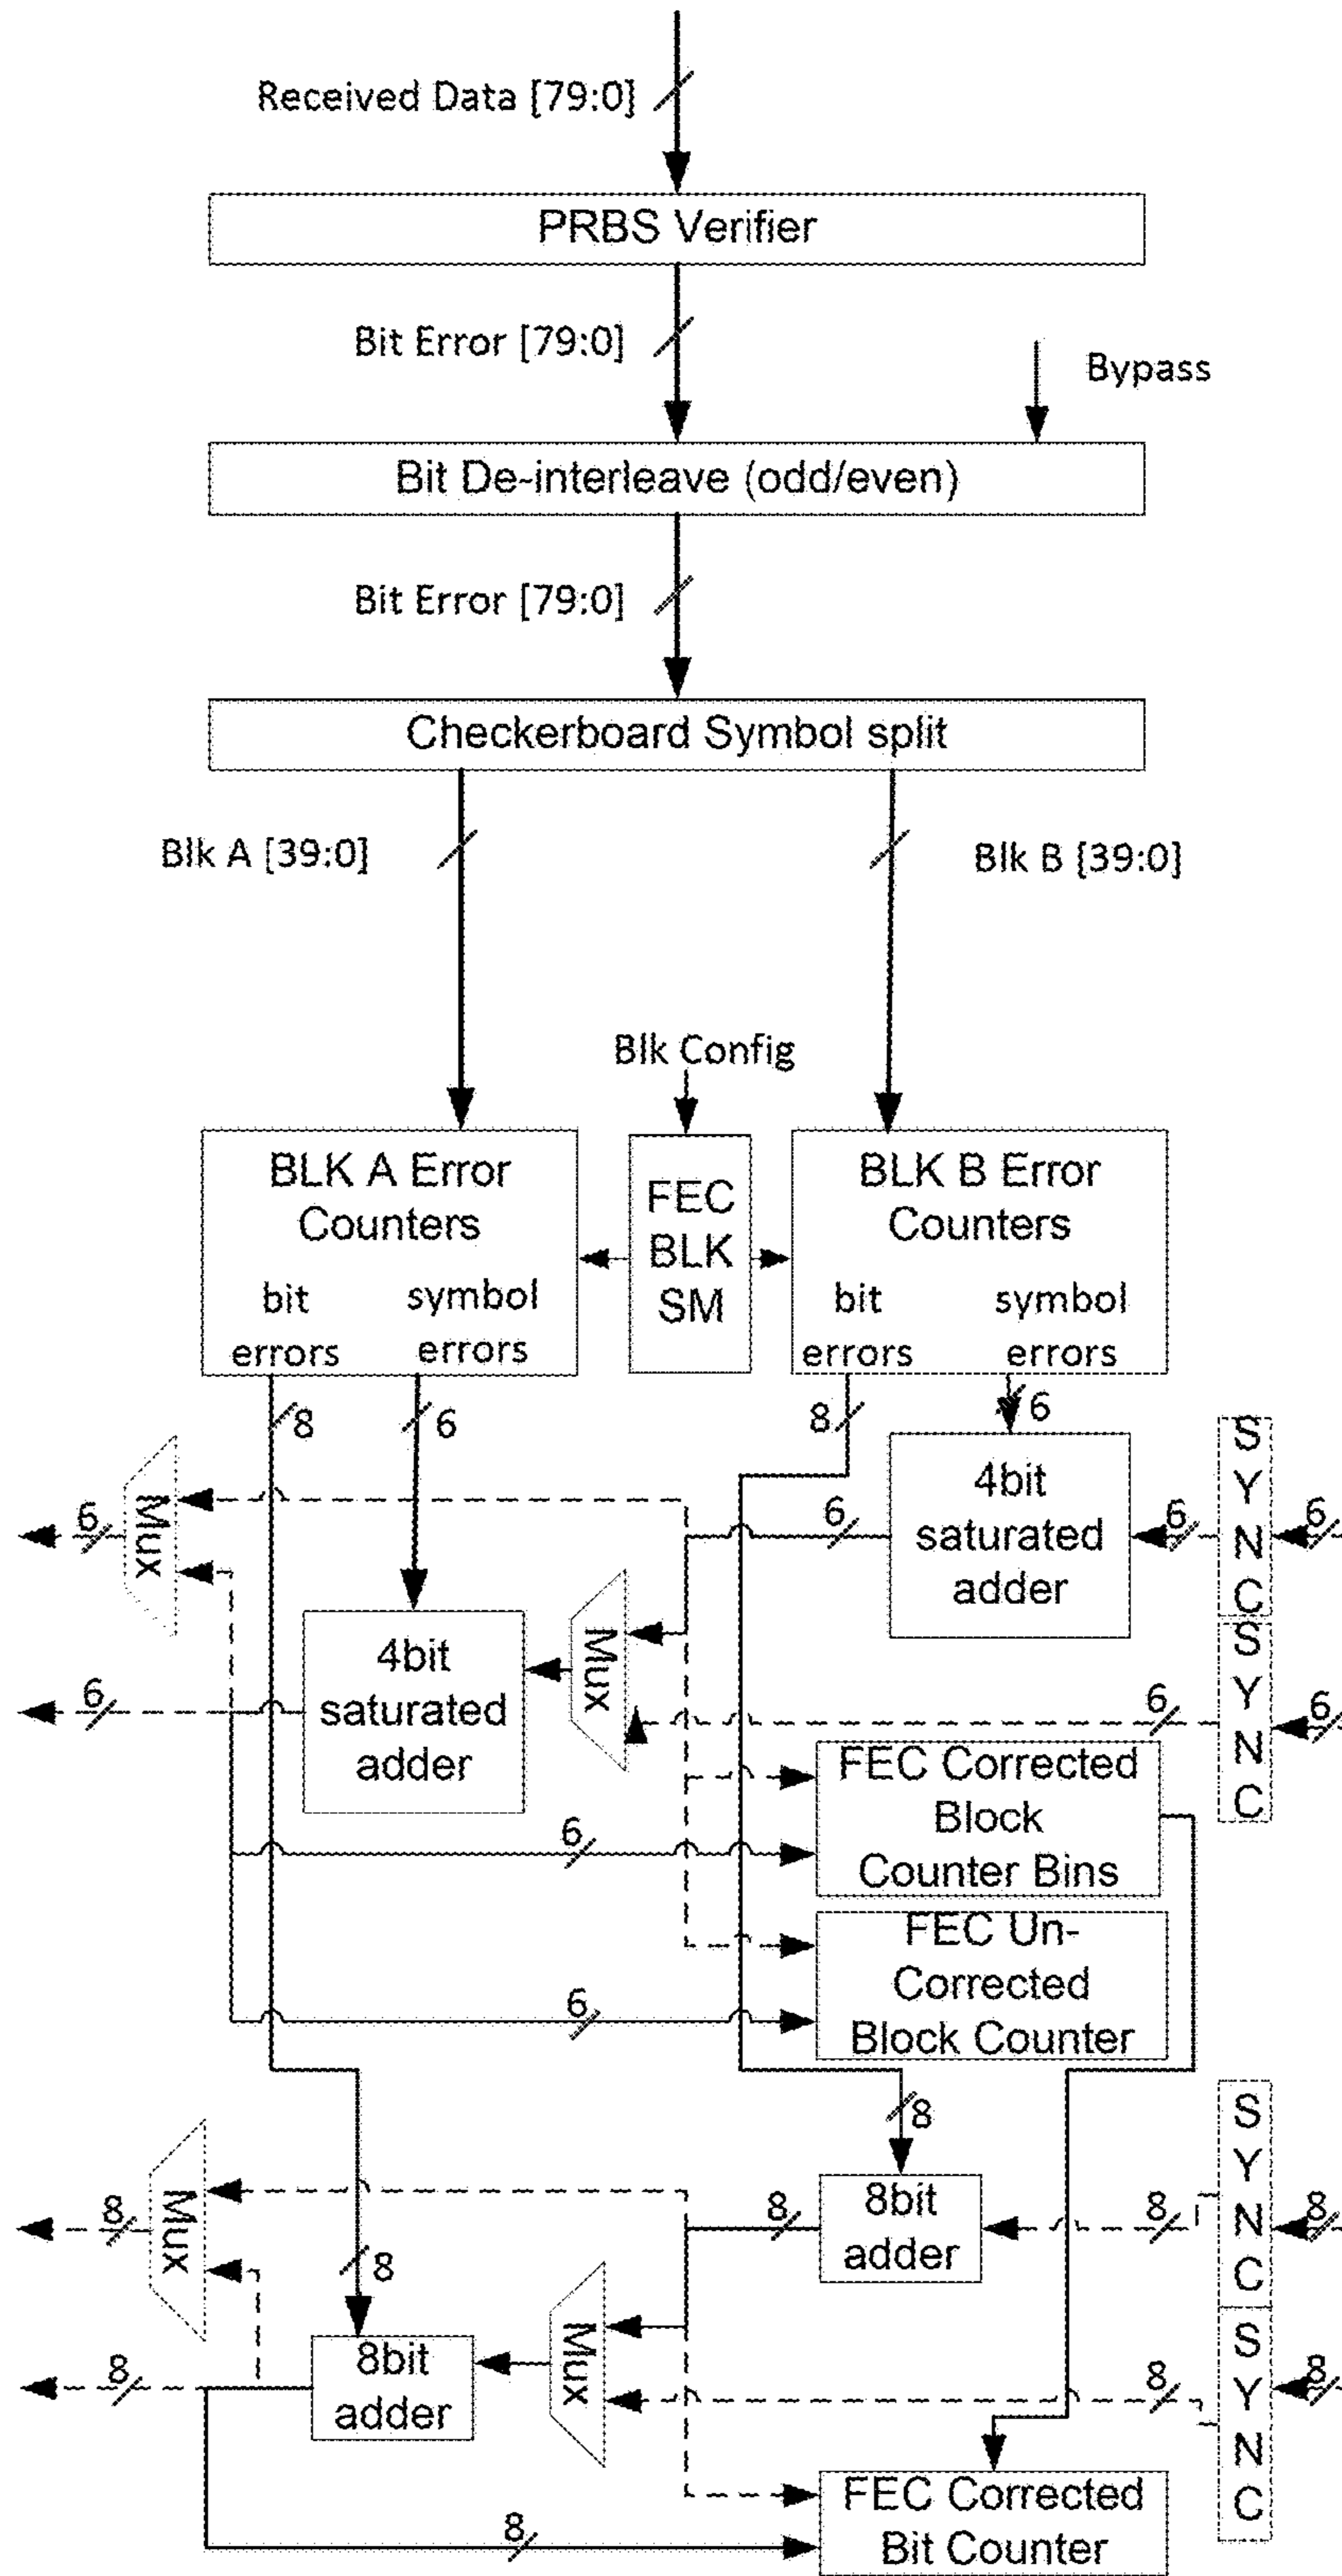 Received Data [79:0]
PRBS Verifier
Bit Error [79:0]
Bypass
Bit De-interleave (odd/even)
Bit Error [79:0]
Checkerboard Symbol split
Blk A [39:0]
Blk B [39:0]
Blk Config
BLK A Error
Counters
bit
errors
symbol
errors
FEC
BLK
SM
BLK B Error
Counters
bit
errors
symbol
errors
8
6
8
6
Mux
6
6
4bit
saturated
adder
6
SYNC
6
4bit
saturated
adder
Mux
6
6
SYNC
6
FEC Corrected
Block
Counter Bins
6
FEC Un-
Corrected
Block Counter
6
8
Mux
8
8
8bit
adder
8
SYNC
8
8
8bit
adder
Mux
8
8
SYNC
8
FEC Corrected
Bit Counter
8